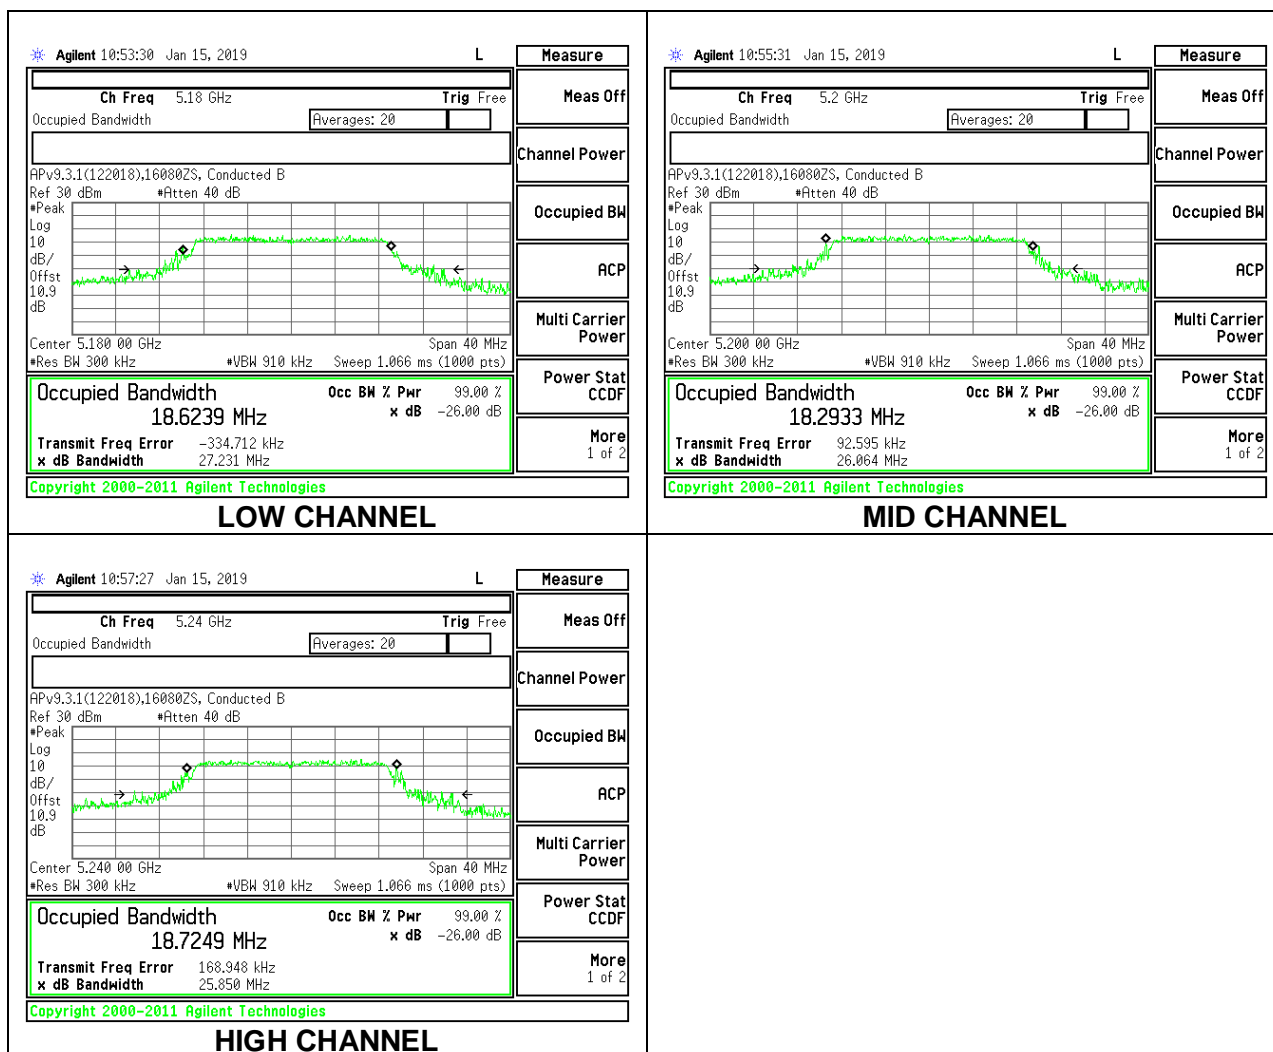 Agilent 10:53:30 Jan 15, 2019 L Measure
Ch Freq 5.18 GHz Trig Free Meas Off
Occupied Bandwidth Averages: 20
Channel Power
APv9.3.1(122018),16080ZS, Conducted B
Ref 30 dBm #Atten 40 dB
#Peak
Occupied BW
Log
10
dB/
ACP
Offst
10.9
dB
Multi Carrier
Power
Center 5.180 00 GHz Span 40 MHz
#Res BW 300 kHz #VBW 910 kHz Sweep 1.066 ms (1000 pts)
Power Stat
CCDF
Occupied Bandwidth Occ BW % Pwr 99.00 %
18.6239 MHz x dB -26.00 dB
More
1 of 2
Transmit Freq Error -334.712 kHz
x dB Bandwidth 27.231 MHz
Copyright 2000-2011 Agilent Technologies
LOW CHANNEL
Agilent 10:55:31 Jan 15, 2019 L Measure
Ch Freq 5.2 GHz Trig Free Meas Off
Occupied Bandwidth Averages: 20
Channel Power
APv9.3.1(122018),16080ZS, Conducted B
Ref 30 dBm #Atten 40 dB
#Peak
Occupied BW
Log
10
dB/
ACP
Offst
10.9
dB
Multi Carrier
Power
Center 5.200 00 GHz Span 40 MHz
#Res BW 300 kHz #VBW 910 kHz Sweep 1.066 ms (1000 pts)
Power Stat
CCDF
Occupied Bandwidth Occ BW % Pwr 99.00 %
18.2933 MHz x dB -26.00 dB
More
1 of 2
Transmit Freq Error 92.595 kHz
x dB Bandwidth 26.064 MHz
Copyright 2000-2011 Agilent Technologies
MID CHANNEL
Agilent 10:57:27 Jan 15, 2019 L Measure
Ch Freq 5.24 GHz Trig Free Meas Off
Occupied Bandwidth Averages: 20
Channel Power
APv9.3.1(122018),16080ZS, Conducted B
Ref 30 dBm #Atten 40 dB
#Peak
Occupied BW
Log
10
dB/
ACP
Offst
10.9
dB
Multi Carrier
Power
Center 5.240 00 GHz Span 40 MHz
#Res BW 300 kHz #VBW 910 kHz Sweep 1.066 ms (1000 pts)
Power Stat
CCDF
Occupied Bandwidth Occ BW % Pwr 99.00 %
18.7249 MHz x dB -26.00 dB
More
1 of 2
Transmit Freq Error 168.948 kHz
x dB Bandwidth 25.850 MHz
Copyright 2000-2011 Agilent Technologies
HIGH CHANNEL